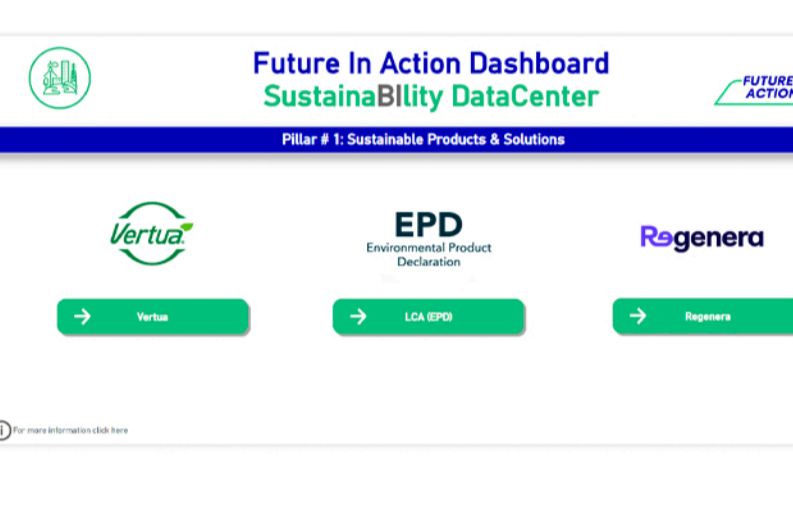 Future In Action Dashboard
SustainaBIlity DataCenter
FUTURE
ACTION
Pillar # 1: Sustainable Products & Solutions
Vertua
EPD
Environmental Product
Declaration
Regenera
Vertua
LCA (EPD)
Regenera
i For more information click here